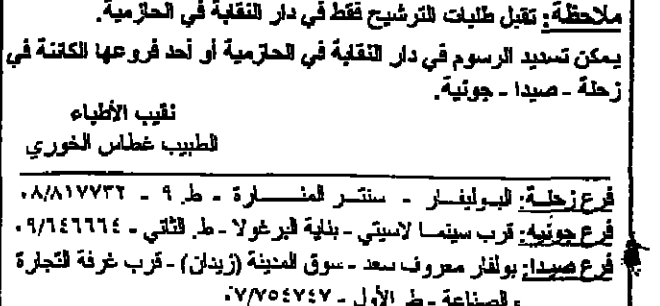 ملاحظة: تقبل طلبات الترشيح فقط في دار النقابة في الحازمية.
يمكن تسديد الرسوم في دار النقابة في الحازمية أو أحد فروعها الكائنة في
زحلة - صيدا - جونية.
نقيب الأطباء
الطبيب غطاس الخوري
فرع زحلة: البوليفار - سنتر المنارة - ط. ٩ - ٠٨/٨١٧٧٣٦
فرع جونيه: قرب سينما لاسيتي - بناية البرغولا - ط. الثاني - ٠٩/٦٤٦٦٦٤
فرع صيدا: بولفار معروف سعد - سوق المدينة (زيدان) - قرب غرفة التجارة
والصناعة - ط. الأول - ٠٧/٧٥٤٧٤٧